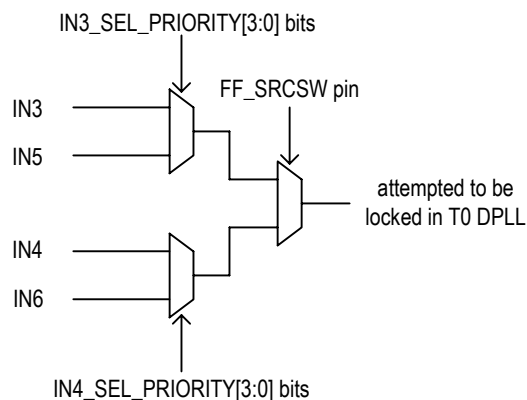 IN3_SEL_PRIORITY[3:0] bits
FF_SRCSW pin
IN3
IN5
attempted to be
locked in T0 DPLL
IN4
IN6
IN4_SEL_PRIORITY[3:0] bits